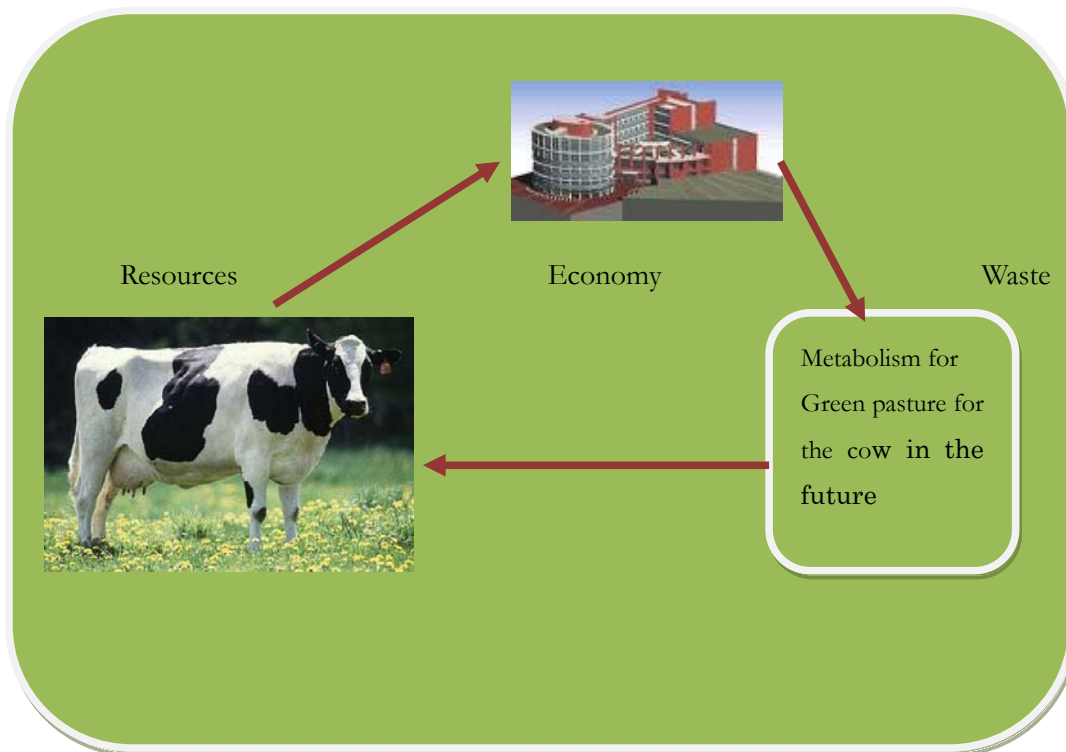 Resources
Economy
Waste
Metabolism for
Green pasture for
the cow in the
future